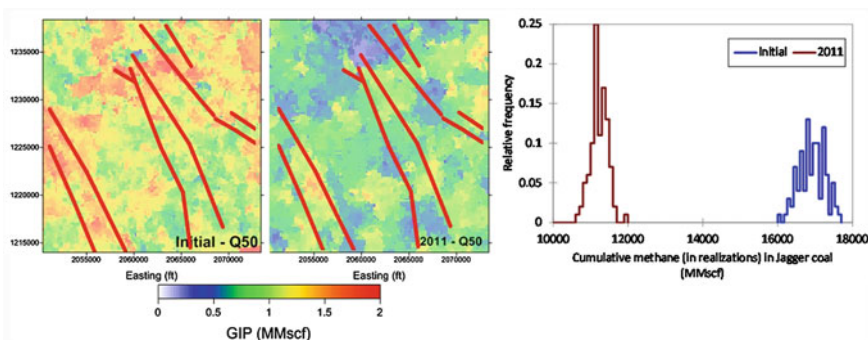 1235000
1230000
1225000
1220000
1215000
Initial - Q50
2011 - Q50
2055000 2060000 2065000 2070000
2055000 2060000 2065000 2070000
Easting (ft)
Easting (ft)
0 0.5 1 1.5 2
GIP (MMscf)
0.25
0.2
0.15
0.1
0.05
0
Relative frequency
Initial 2011
10000 12000 14000 16000 18000
Cumulative methane (in realizations) in Jagger coal
(MMscf)